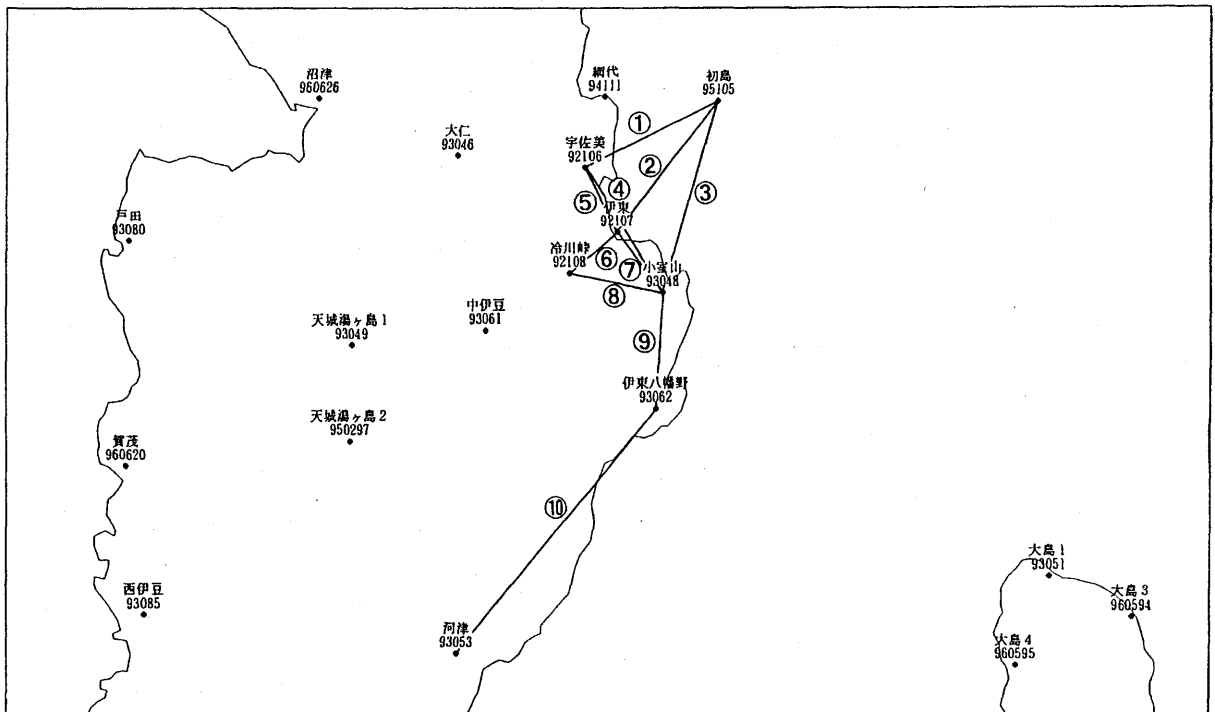 沼津
960626
網代
94111
初島
95105
大仁
93046
①
宇佐美
92106
②
④
③
⑤
伊東
92107
戸田
93080
冷川峠
92108
⑥
⑦
小室山
93048
⑧
中伊豆
93061
天城湯ヶ島1
93049
⑨
伊東八幡野
93062
天城湯ヶ島2
950297
賀茂
960620
⑩
大島1
93051
西伊豆
93085
大島3
960594
河津
93053
大島4
960595